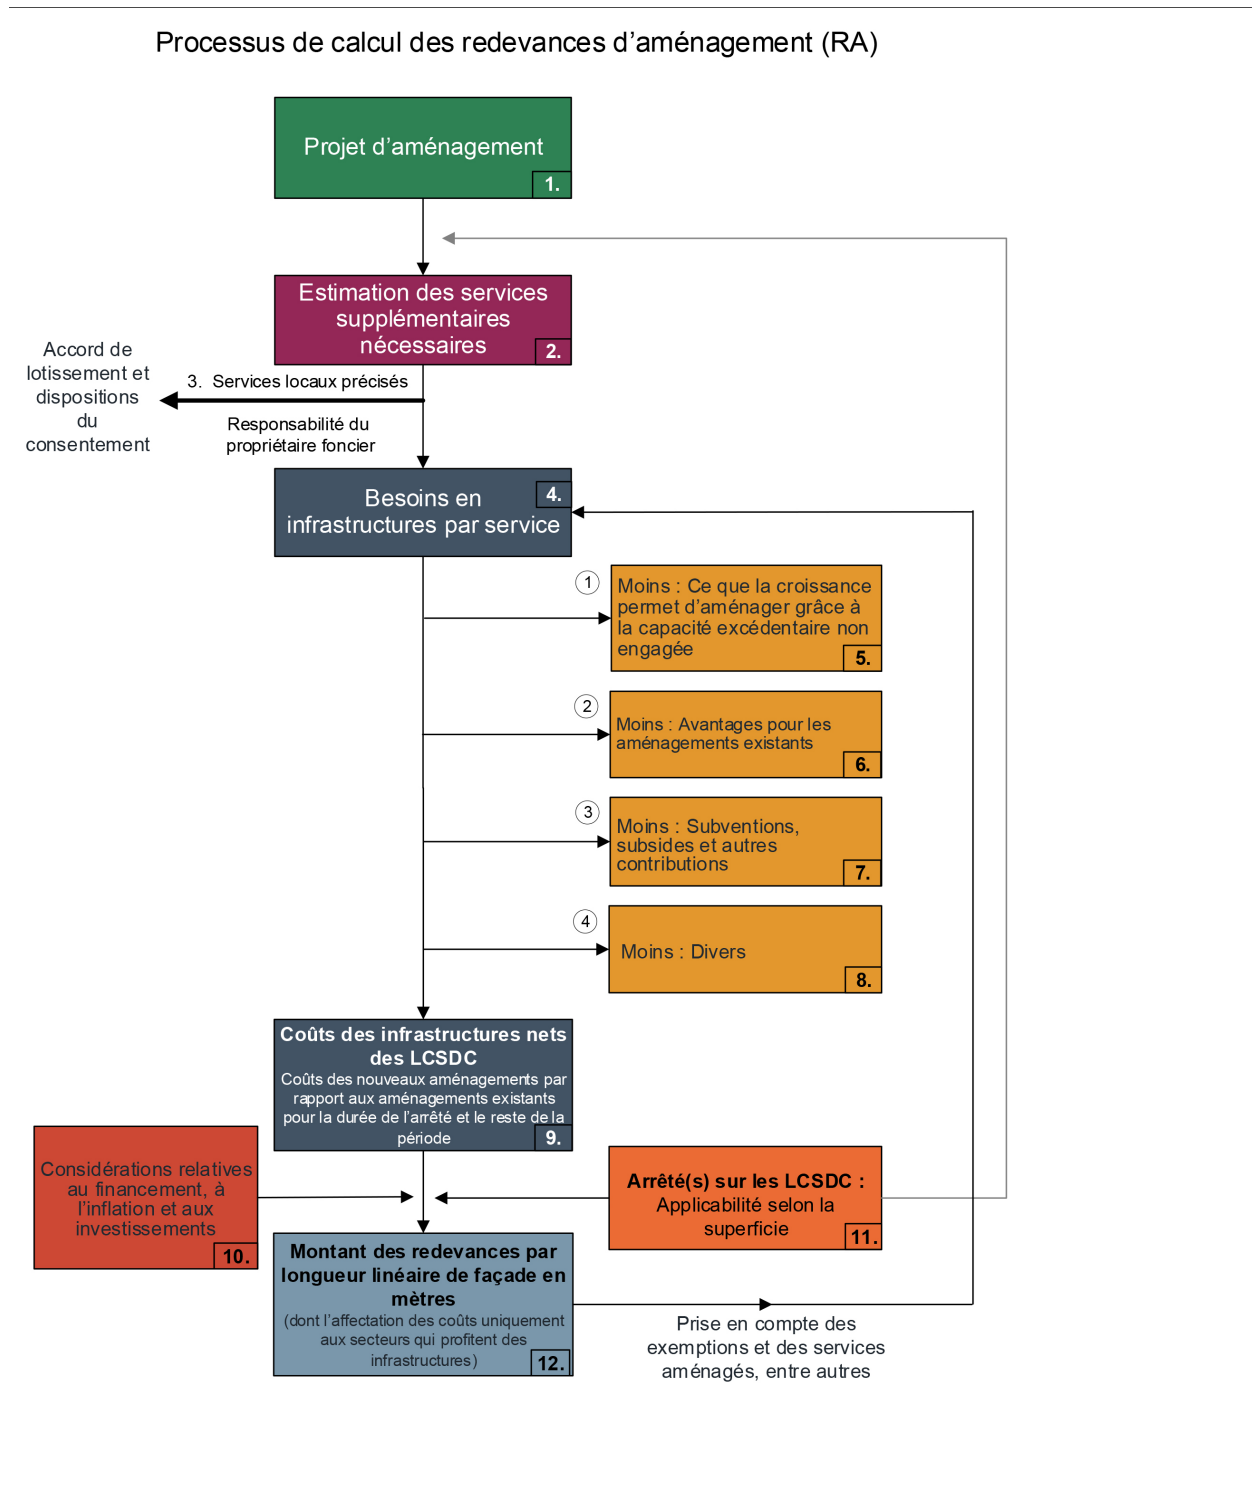 Processus de calcul des redevances d’aménagement (RA)
Projet d’aménagement
1.
Estimation des services
supplémentaires
nécessaires
2.
Accord de
lotissement et
dispositions
du
consentement
3. Services locaux précisés
Responsabilité du
propriétaire foncier
4.
Besoins en
infrastructures par service
1
Moins : Ce que la croissance
permet d’aménager grâce à
la capacité excédentaire non
engagée
5.
2
Moins : Avantages pour les
aménagements existants
6.
3
Moins : Subventions,
subsides et autres
contributions
7.
4
Moins : Divers
8.
Coûts des infrastructures nets
des LCSDC
Coûts des nouveaux aménagements par
rapport aux aménagements existants
pour la durée de l’arrêté et le reste de la
période
9.
Considérations relatives
au financement, à
l’inflation et aux
investissements
10.
Arrêté(s) sur les LCSDC :
Applicabilité selon la
superficie
11.
Montant des redevances par
longueur linéaire de façade en
mètres
(dont l’affectation des coûts uniquement
aux secteurs qui profitent des
infrastructures)
12.
Prise en compte des
exemptions et des services
aménagés, entre autres